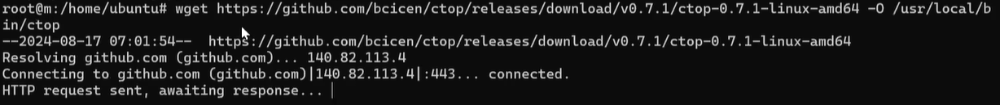 root@m:/home/ubuntu# wget https://github.com/bcicen/ctop/releases/download/v0.7.1/ctop-0.7.1-linux-amd64 -O /usr/local/b
in/ctop
--2024-08-17 07:01:54--  https://github.com/bcicen/ctop/releases/download/v0.7.1/ctop-0.7.1-linux-amd64
Resolving github.com (github.com)... 140.82.113.4
Connecting to github.com (github.com)|140.82.113.4|:443... connected.
HTTP request sent, awaiting response...